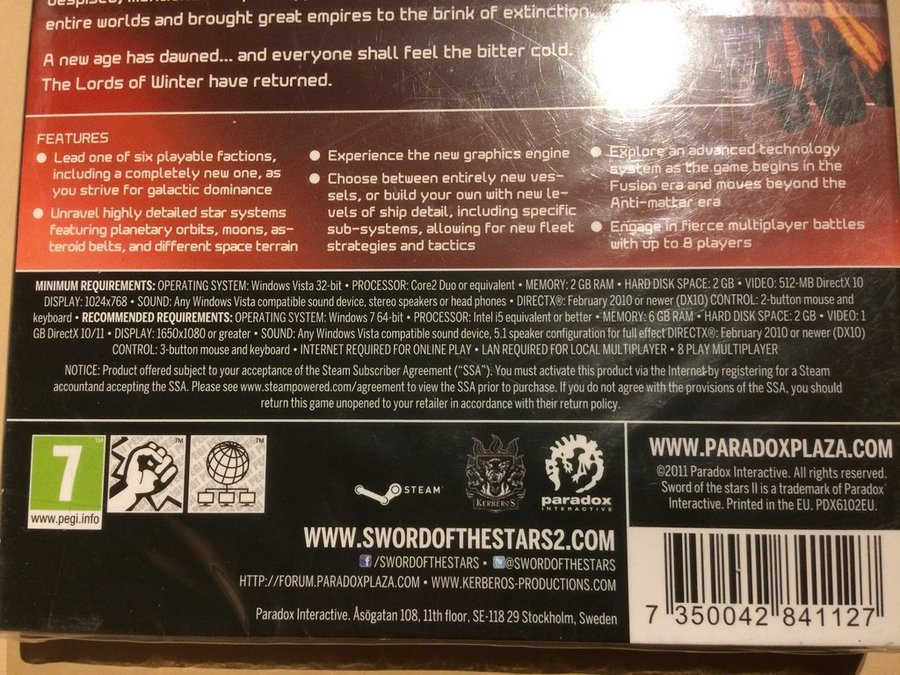 entire worlds and brought great empires to the brink of extinction.
A new age has dawned... and everyone shall feel the bitter cold.
The Lords of Winter have returned.
FEATURES
Lead one of six playable factions,
including a completely new one, as
you strive for galactic dominance
Unravel highly detailed star systems
featuring planetary orbits, moons, as-
teroid belts, and different space terrain
Experience the new graphics engine
Choose between entirely new ves-
sels, or build your own with new le-
vels of ship detail, including specific
sub-systems, allowing for new fleet
strategies and tactics
Explore an advanced technology
system as the game begins in the
Fusion era and moves beyond the
Anti-matter era
Engage in fierce multiplayer battles
with up to 8 players
MINIMUM REQUIREMENTS: OPERATING SYSTEM: Windows Vista 32-bit • PROCESSOR: Core2 Duo or equivalent • MEMORY: 2 GB RAM • HARD DISK SPACE: 2 GB • VIDEO: 512-MB DirectX 10
DISPLAY: 1024x768 • SOUND: Any Windows Vista compatible sound device, stereo speakers or head phones • DIRECTX®: February 2010 or newer (DX10) CONTROL: 2-button mouse and
keyboard • RECOMMENDED REQUIREMENTS: OPERATING SYSTEM: Windows 7 64-bit • PROCESSOR: Intel i5 equivalent or better • MEMORY: 6 GB RAM • HARD DISK SPACE: 2 GB • VIDEO: 1
GB DirectX 10/11 • DISPLAY: 1650x1080 or greater • SOUND: Any Windows Vista compatible sound device, 5.1 speaker configuration for full effect DIRECTX®: February 2010 or newer (DX10)
CONTROL: 3-button mouse and keyboard • INTERNET REQUIRED FOR ONLINE PLAY • LAN REQUIRED FOR LOCAL MULTIPLAYER • 8 PLAY MULTIPLAYER
NOTICE: Product offered subject to your acceptance of the Steam Subscriber Agreement (“SSA”). You must activate this product via the Internet by registering for a Steam
accountand accepting the SSA. Please see www.steampowered.com/agreement to view the SSA prior to purchase. If you do not agree with the provisions of the SSA, you should
return this game unopened to your retailer in accordance with their return policy.
7
www.pegi.info
TM
TM
STEAM
KERBEROS
paradox
INTERACTIVE
WWW.SWORDOFTHESTARS2.COM
f /SWORDOFTHESTARS • @SWORDOFTHESTARS
HTTP://FORUM.PARADOXPLAZA.COM • WWW.KERBEROS-PRODUCTIONS.COM
Paradox Interactive. Åsögatan 108, 11th floor, SE-118 29 Stockholm, Sweden
WWW.PARADOXPLAZA.COM
©2011 Paradox Interactive. All rights reserved.
Sword of the stars II is a trademark of Paradox
Interactive. Printed in the EU. PDX6102EU.
7 350042 841127